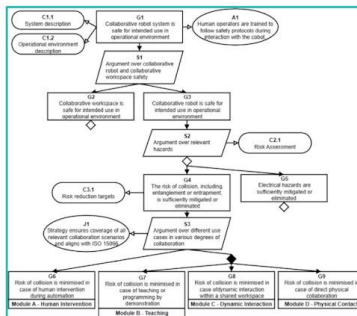 C1.1
System description
C1.2
Operational environment
description
G1
Collaborative robot system is
safe for intended use in
operational environment
A1
Human operators are trained to
follow safety protocols during
interaction with the cobot
S1
Argument over collaborative
robot and collaborative
workspace safety
G2
Collaborative workspace is
safe for intended use in
operational environment
G3
Collaborative robot is safe for
intended use in operational
environment
S2
Argument over relevant
hazards
C2.1
Risk Assessment
G4
The risk of collision, including
entanglement or entrapment, is
sufficiently mitigated or
eliminated
G5
Electrical hazards are
sufficiently mitigated or
eliminated
C3.1
Risk reduction targets
J1
Strategy ensures coverage of all
relevant collaboration scenarios
and aligns with ISO 15066
S3
Argument over different use
cases in various degrees of
collaboration
G6
Risk of collision is minimised in
case of human intervention
during automation
Module A - Human Intervention
G7
Risk of collision is minimised in
case of teaching or
programming by
demonstration
Module B - Teaching
G8
Risk of collision is minimised in
case of dynamic interaction
within a shared workspace
Module C - Dynamic Interaction
G9
Risk of collision is minimised in
case of direct physical
collaboration
Module D - Physical Contact